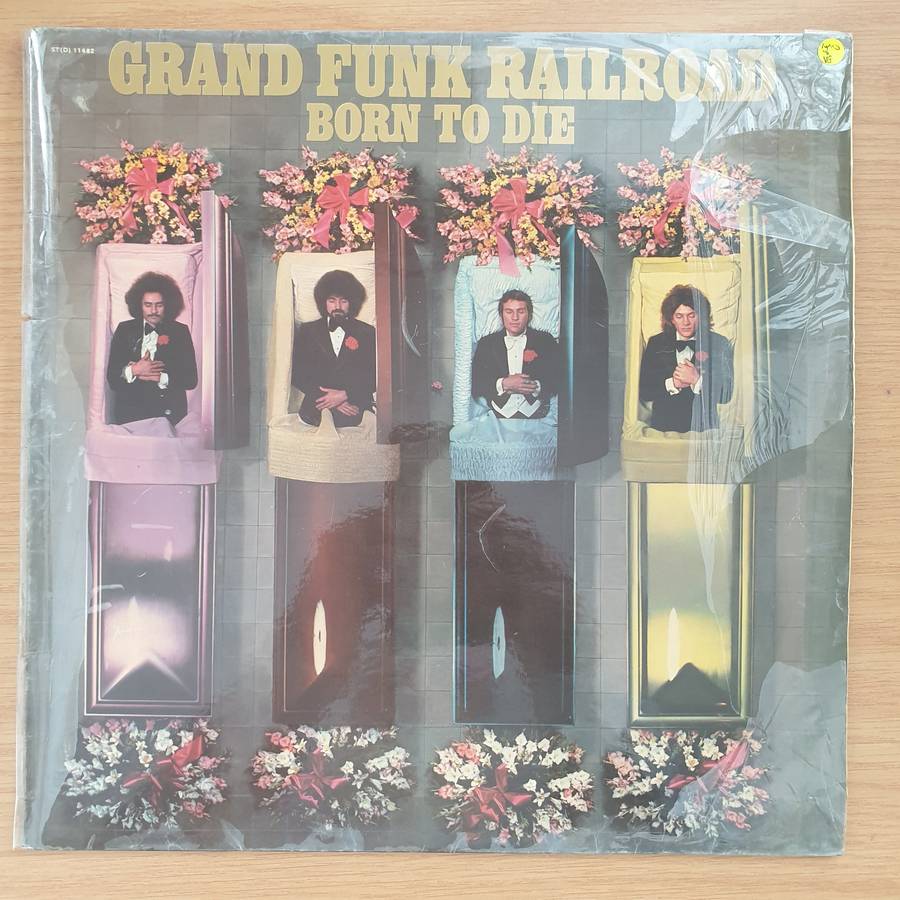 ST(D) 11482
GRAND FUNK RAILROAD
BORN TO DIE